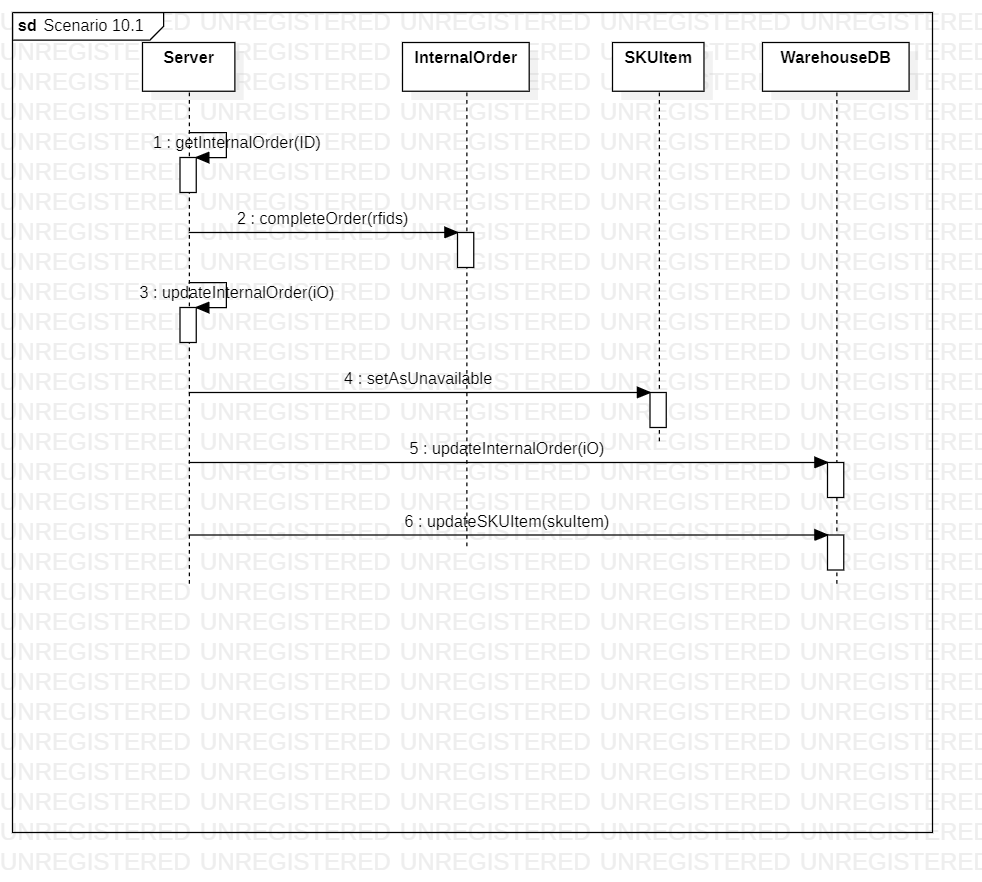 sd Scenario 10.1
Server InternalOrder SKUItem WarehouseDB
1 : getInternalOrder(ID)
2 : completeOrder(rfids)
3 : updateInternalOrder(iO)
4 : setAsUnavailable
5 : updateInternalOrder(iO)
6 : updateSKUItem(skuItem)
UNREGISTERED UNREGISTERED UNREGISTERED UNREGISTERED UNREGISTERED